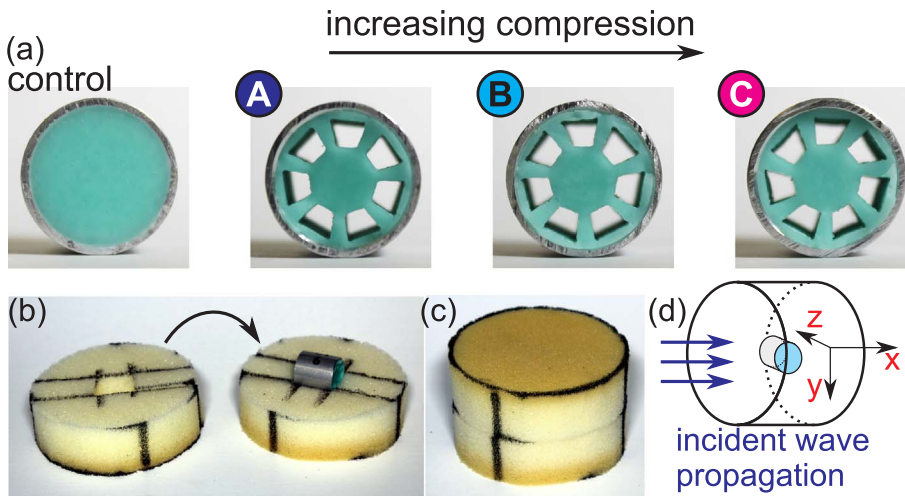 increasing compression
(a)
control
A
B
C
(b)
(c)
(d)
z
x
y
incident wave
propagation